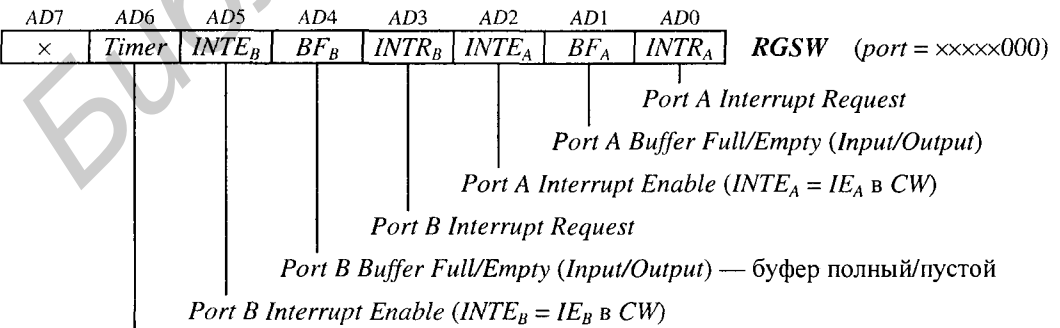 AD7 AD6 AD5 AD4 AD3 AD2 AD1 AD0
× Timer INTE_B BF_B INTR_B INTE_A BF_A INTR_A RGSW (port = ×××××000)
Port A Interrupt Request
Port A Buffer Full/Empty (Input/Output)
Port A Interrupt Enable (INTE_A = IE_A в CW)
Port B Interrupt Request
Port B Buffer Full/Empty (Input/Output) — буфер полный/пустой
Port B Interrupt Enable (INTE_B = IE_B в CW)